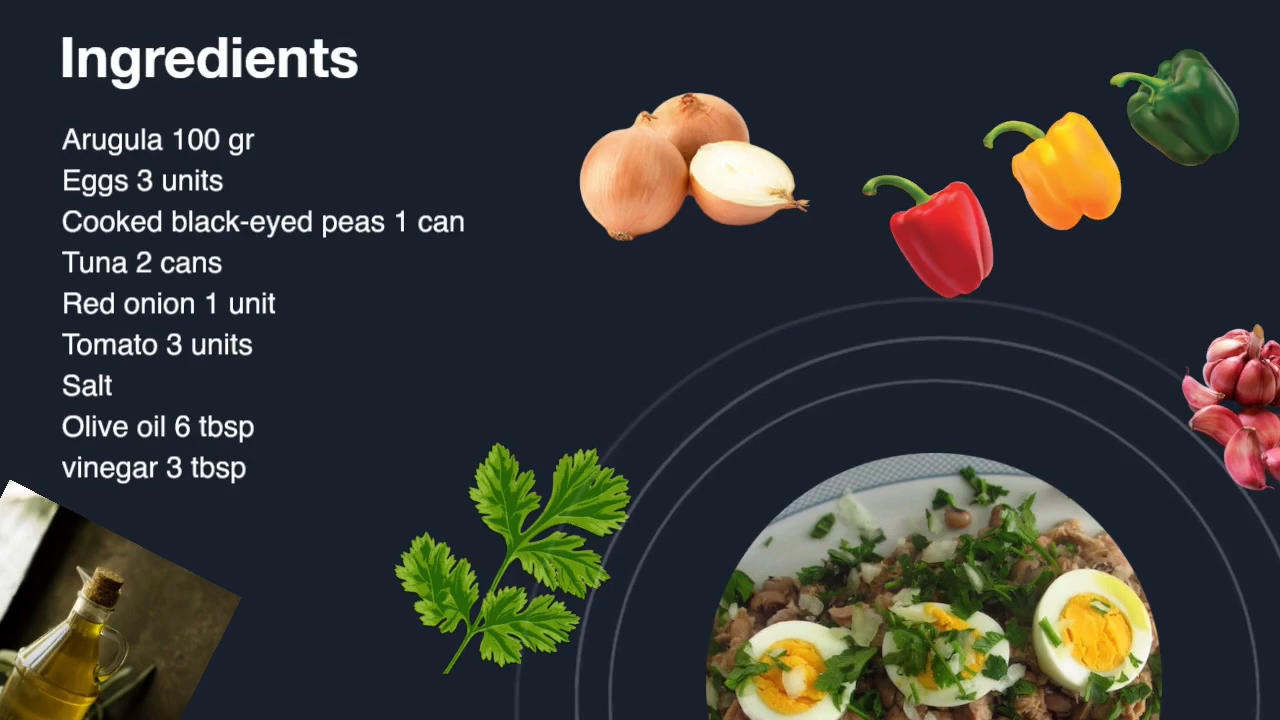 Ingredients
Arugula 100 gr
Eggs 3 units
Cooked black-eyed peas 1 can
Tuna 2 cans
Red onion 1 unit
Tomato 3 units
Salt
Olive oil 6 tbsp
vinegar 3 tbsp